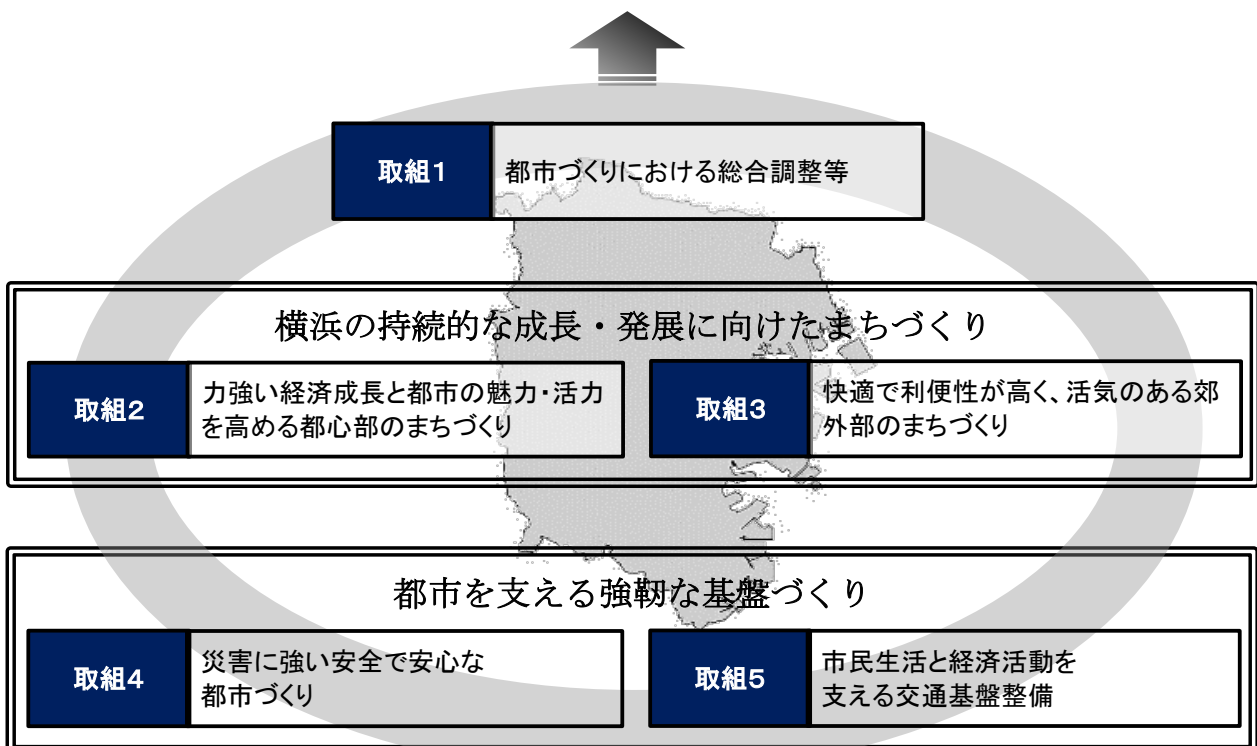 取組1
都市づくりにおける総合調整等
横浜の持続的な成長・発展に向けたまちづくり
取組2
力強い経済成長と都市の魅力・活力
を高める都心部のまちづくり
取組3
快適で利便性が高く、活気のある郊
外部のまちづくり
都市を支える強靭な基盤づくり
取組4
災害に強い安全で安心な
都市づくり
取組5
市民生活と経済活動を
支える交通基盤整備